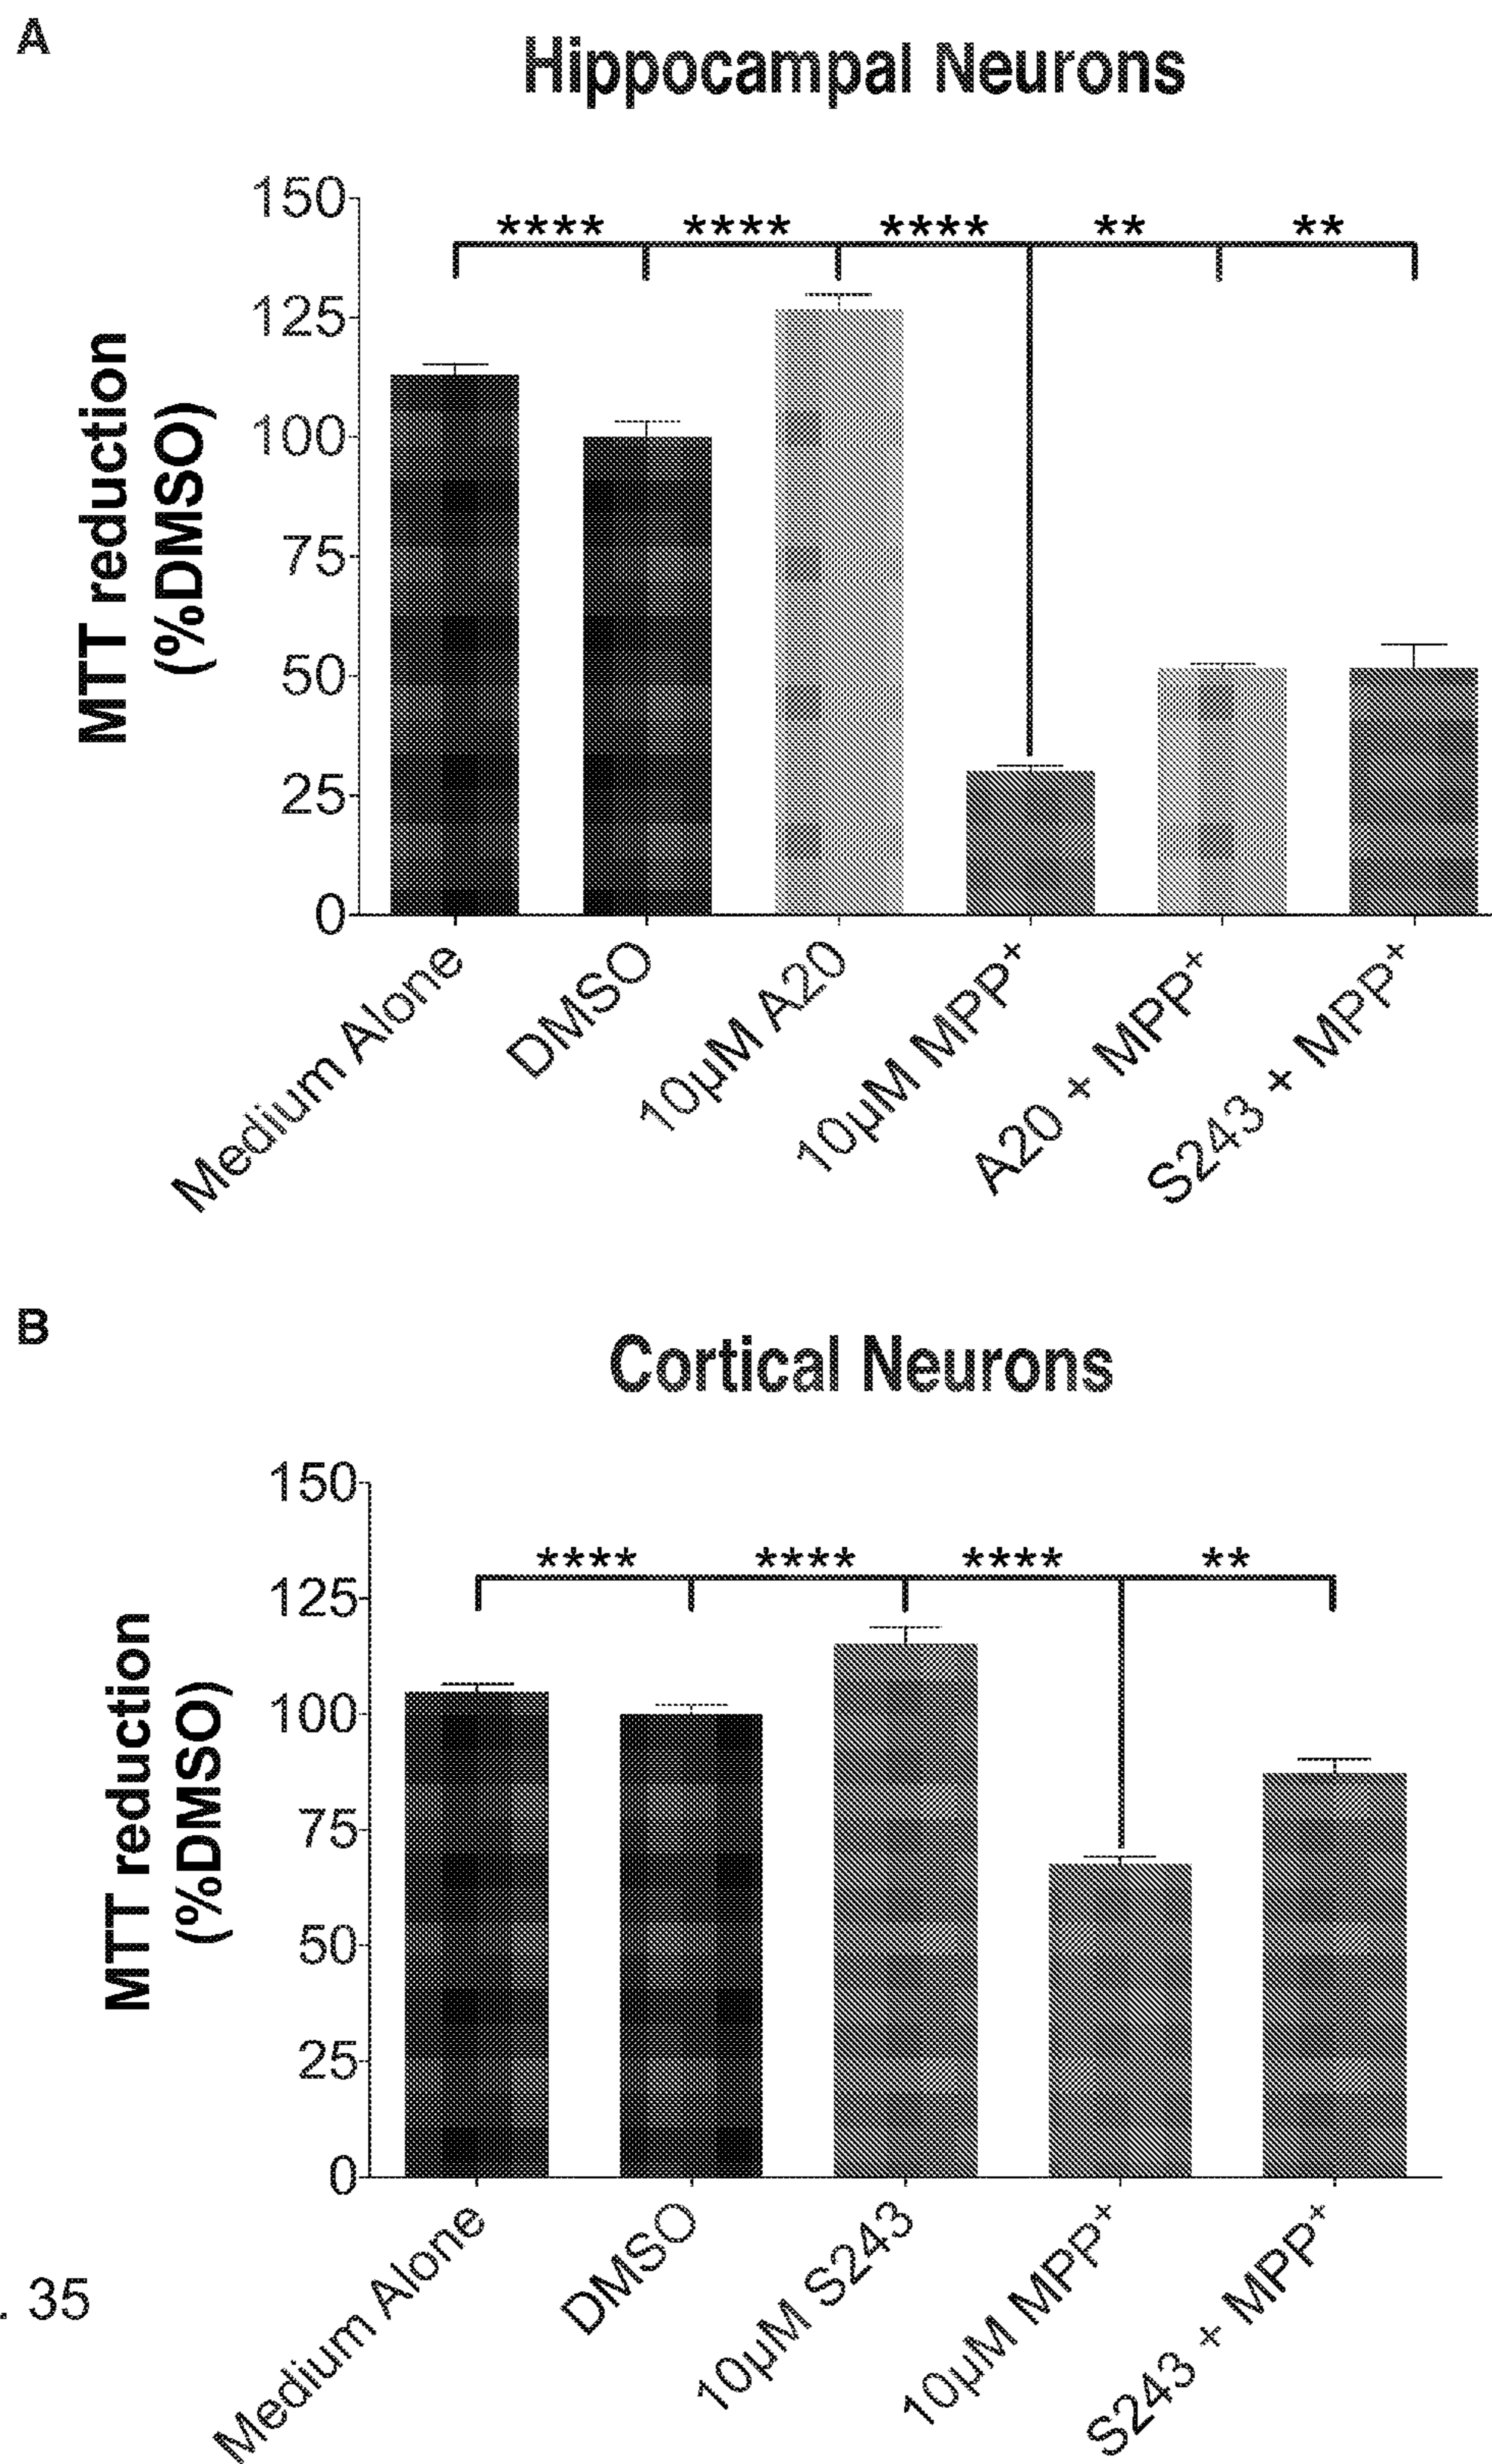 A
Hippocampal Neurons
MTT reduction
(%DMSO)
150
125
100
75
50
25
0
**** **** **** ** **
Medium Alone
DMSO
10µM A20
10µM MPP⁺
A20 + MPP⁺
S243 + MPP⁺
B
Cortical Neurons
MTT reduction
(%DMSO)
150
125
100
75
50
25
0
**** **** **** **
Medium Alone
DMSO
10µM S243
10µM MPP⁺
S243 + MPP⁺
. 35